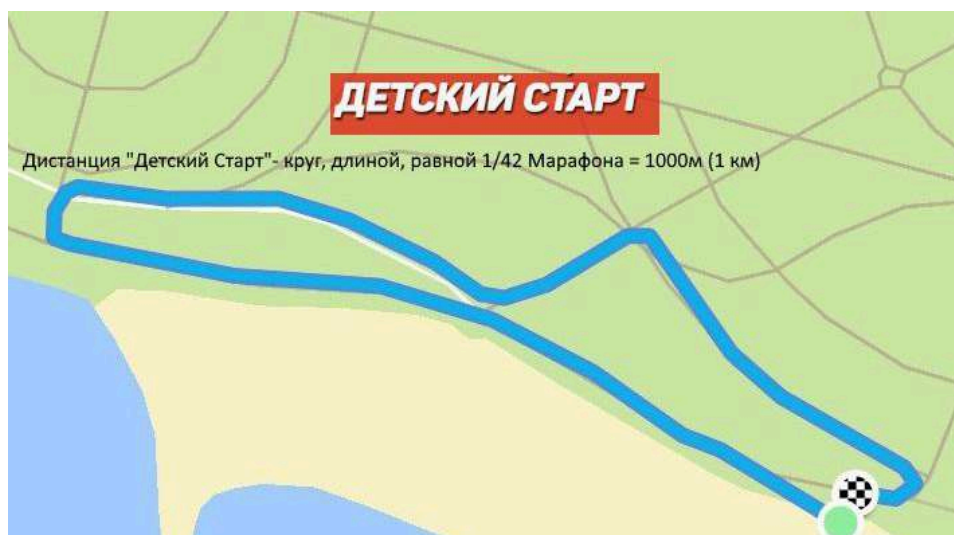 ДЕТСКИЙ СТАРТ
Дистанция "Детский Старт"- круг, длиной, равной 1/42 Марафона = 1000м (1 км)